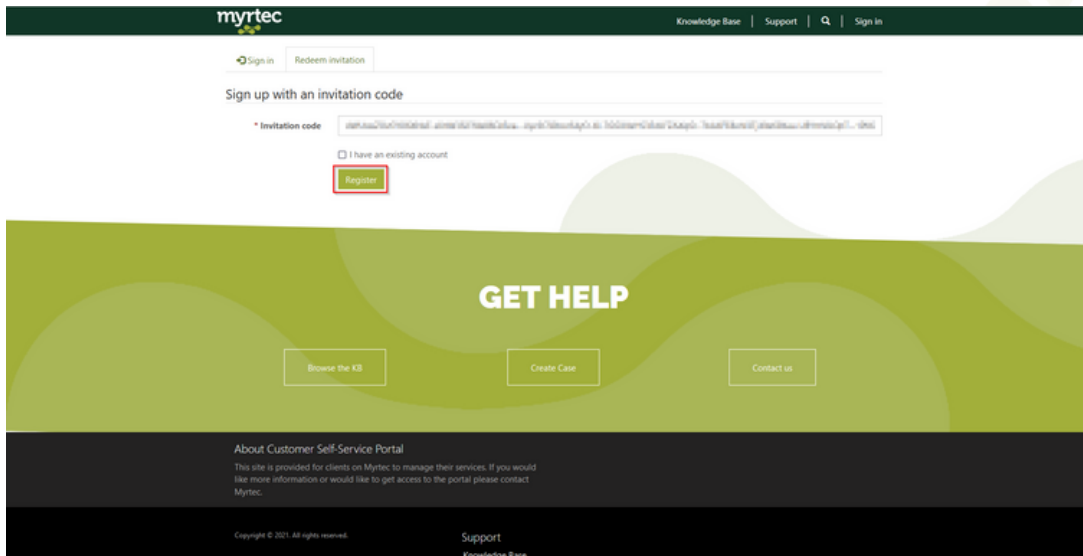 myrtec
Knowledge Base | Support | | Sign in
Sign in Redeem invitation
Sign up with an invitation code
* Invitation code
I have an existing account
Register
GET HELP
Browse the KB Create Case Contact us
About Customer Self-Service Portal
This site is provided for clients on Myrtec to manage their services. If you would
like more information or would like to get access to the portal please contact
Myrtec.
Copyright © 2021. All rights reserved. Support
Knowledge Base